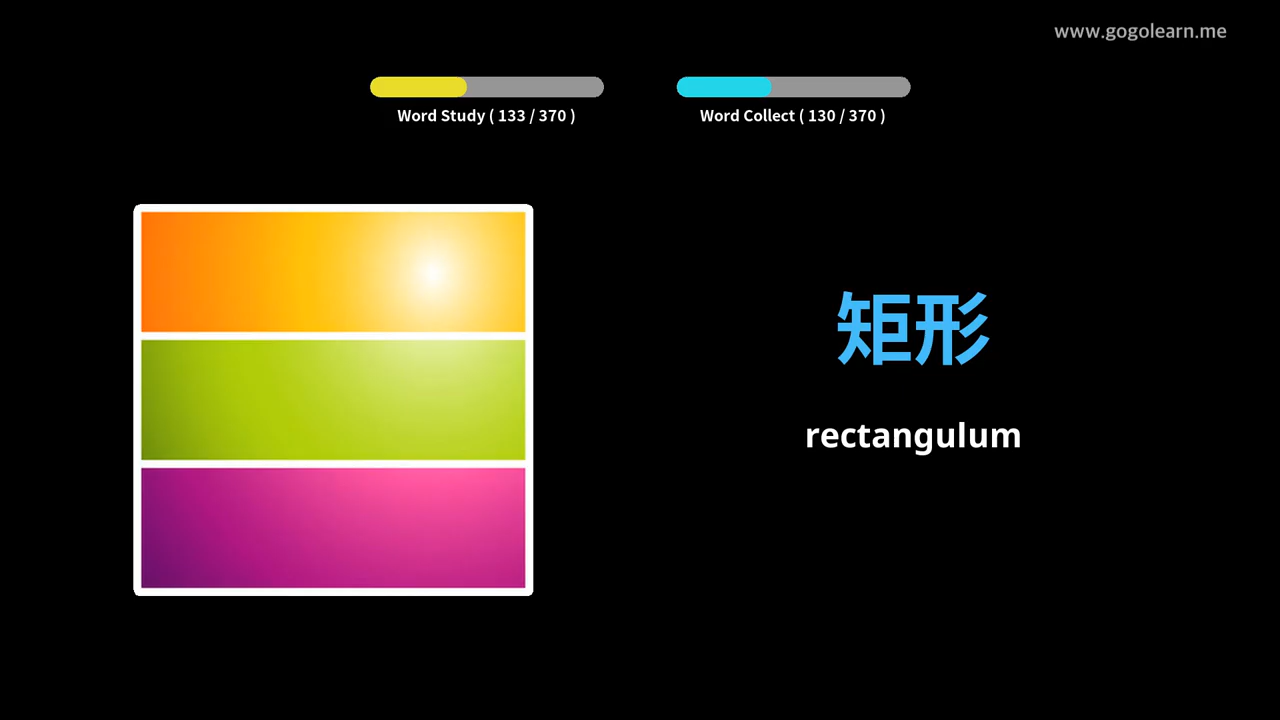 www.gogolearn.me
Word Study ( 133 / 370 )
Word Collect ( 130 / 370 )
矩形
rectangulum